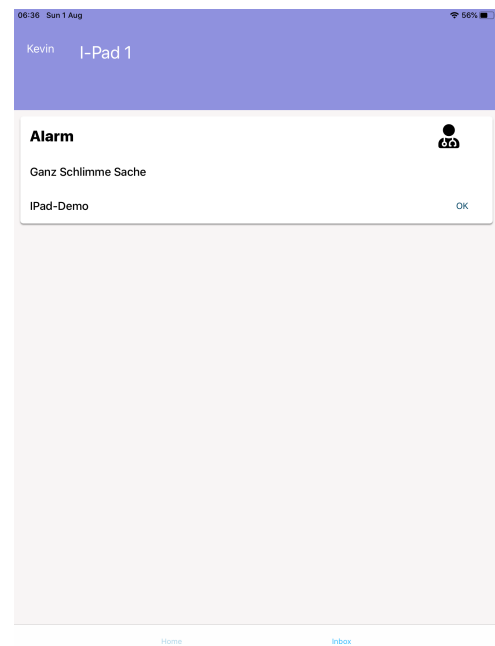 06:36 Sun 1 Aug 56%
Kevin I-Pad 1
Alarm
Ganz Schlimme Sache
IPad-Demo OK
Home Inbox